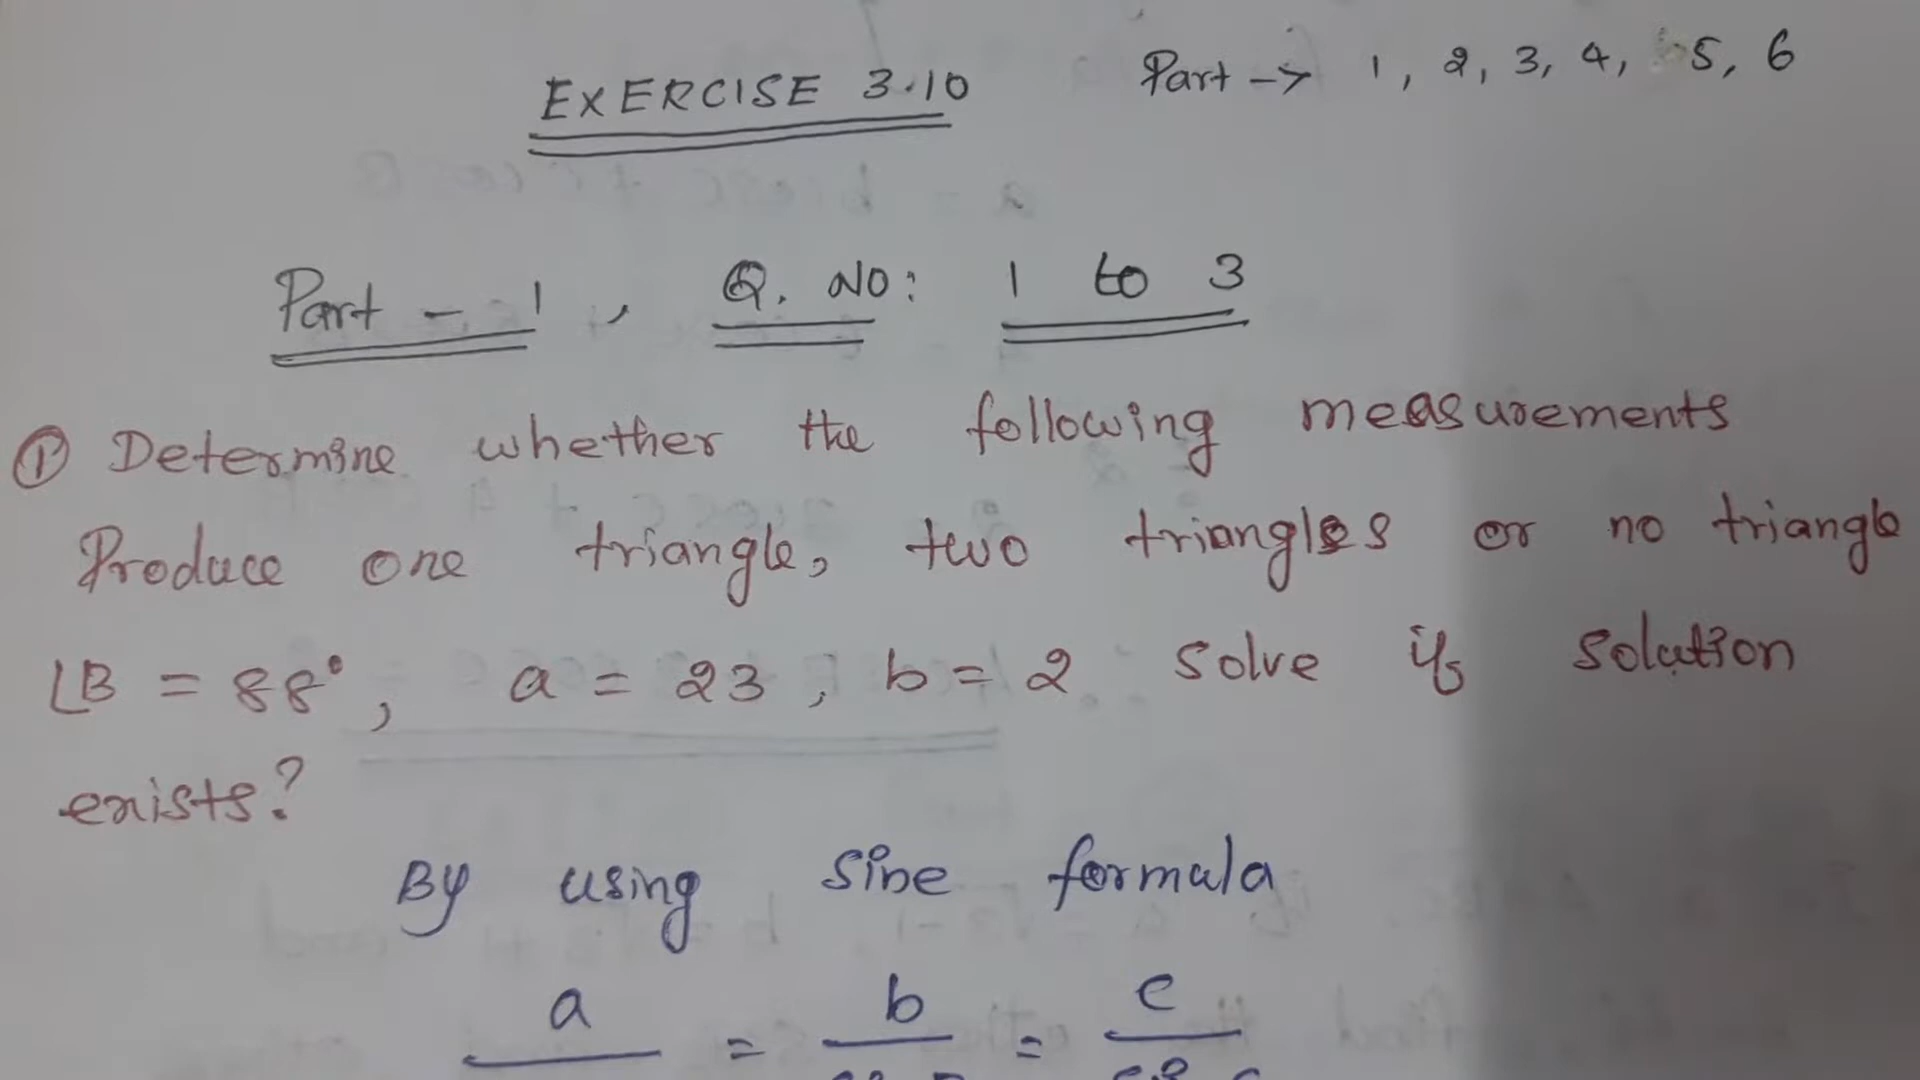 EXERCISE 3.10 Part -> 1, 2, 3, 4, 5, 6
Part - 1, Q. NO: 1 to 3
① Determine whether the following measurements
Produce one triangle, two triangles or no triangle
∠B = 88°, a = 23, b = 2 solve if solution
exists?
By using Sine formula
a = b = c